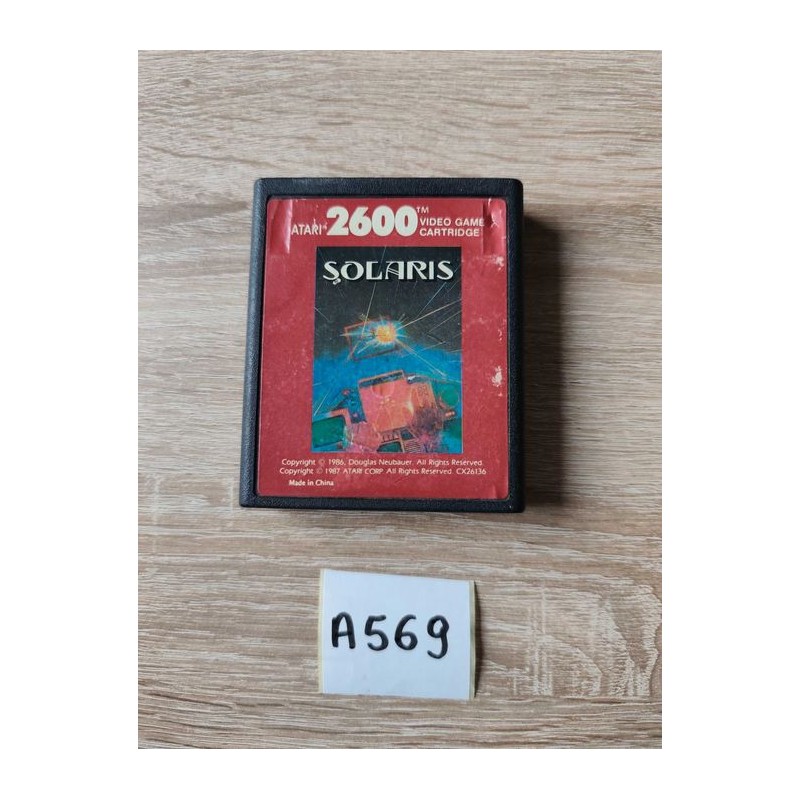 ATARI® 2600™ VIDEO GAME CARTRIDGE
SOLARIS
Copyright © 1986, Douglas Neubauer. All Rights Reserved.
Copyright © 1987 ATARI CORP. All Rights Reserved. CX26136
Made in China
A569